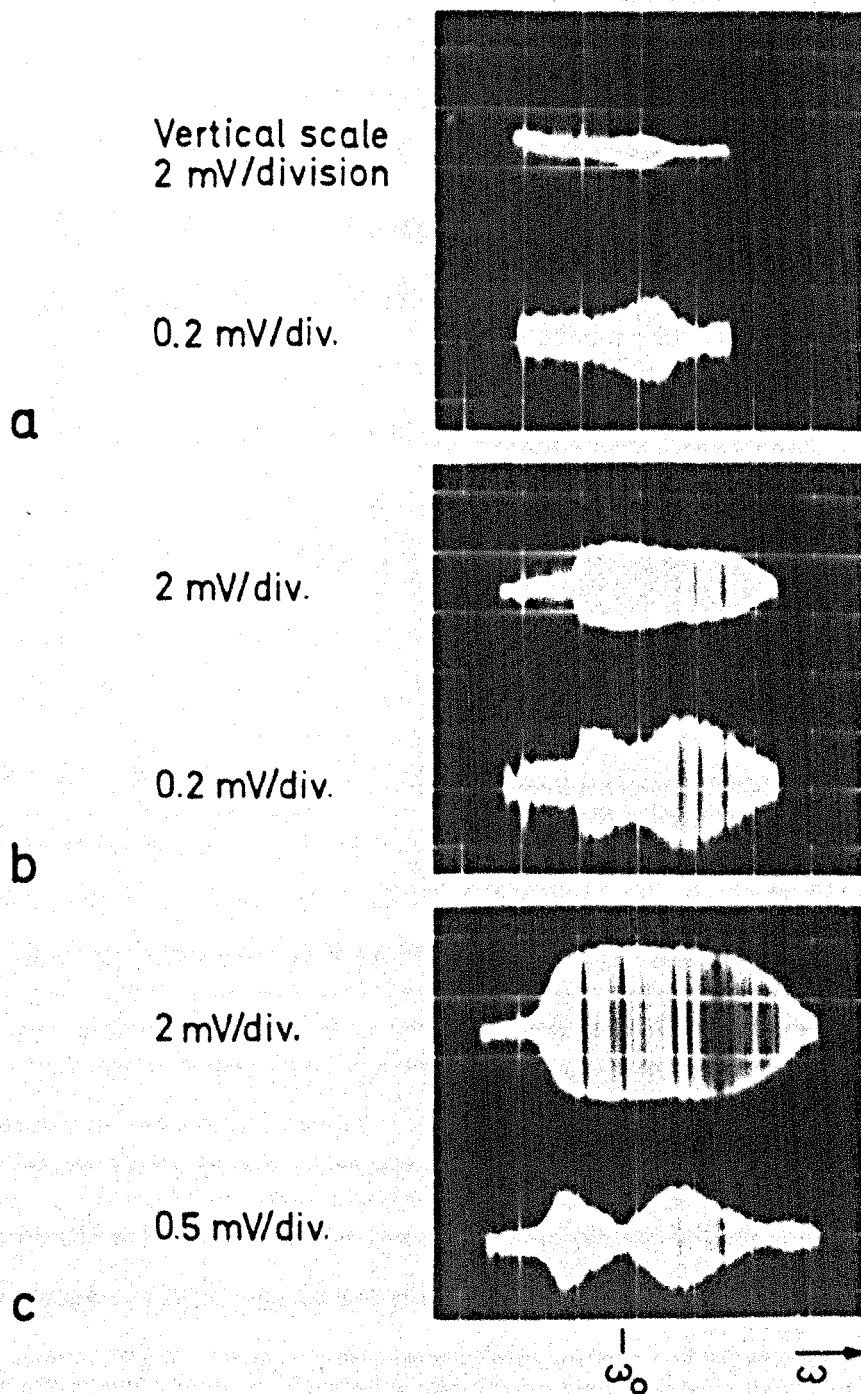 Vertical scale
2 mV/division
0.2 mV/div.
a
2 mV/div.
0.2 mV/div.
b
2 mV/div.
0.5 mV/div.
c
ω₀
ω